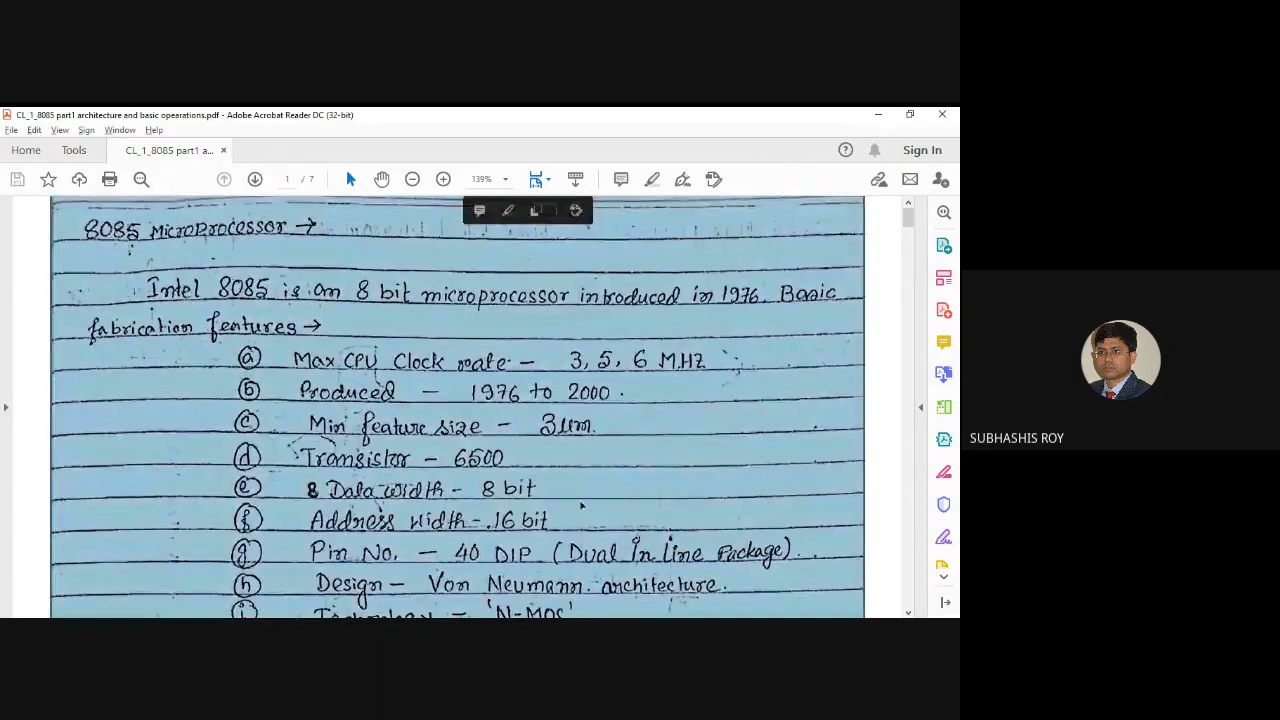 CL_1_8085 part1 architecture and basic opearations.pdf - Adobe Acrobat Reader DC (32-bit)
File Edit View Sign Window Help
Home Tools CL_1_8085 part1 a... × Sign In
1 / 7 139%
8085 Microprocessor →
Intel 8085 is an 8 bit microprocessor introduced in 1976. Basic
fabrication features →
(a) Max CPU Clock rate - 3, 5, 6 MHZ
(b) Produced - 1976 to 2000.
(c) Min feature size - 3μm.
(d) Transistor - 6500
(e) 8 Data width - 8 bit
(f) Address width - 16 bit
(g) Pin No. - 40 DIP (Dual In Line Package).
(h) Design - Von Neumann architecture.
(i) Technology - 'N-MOS'
SUBHASHIS ROY